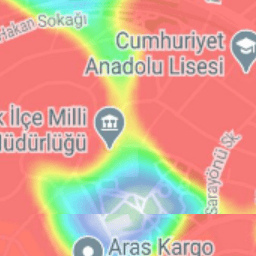 Hakan Sokağı
Cumhuriyet
Anadolu Lisesi
k İlçe Milli
Müdürlüğü
Sarayönü Sk.
Aras Kargo